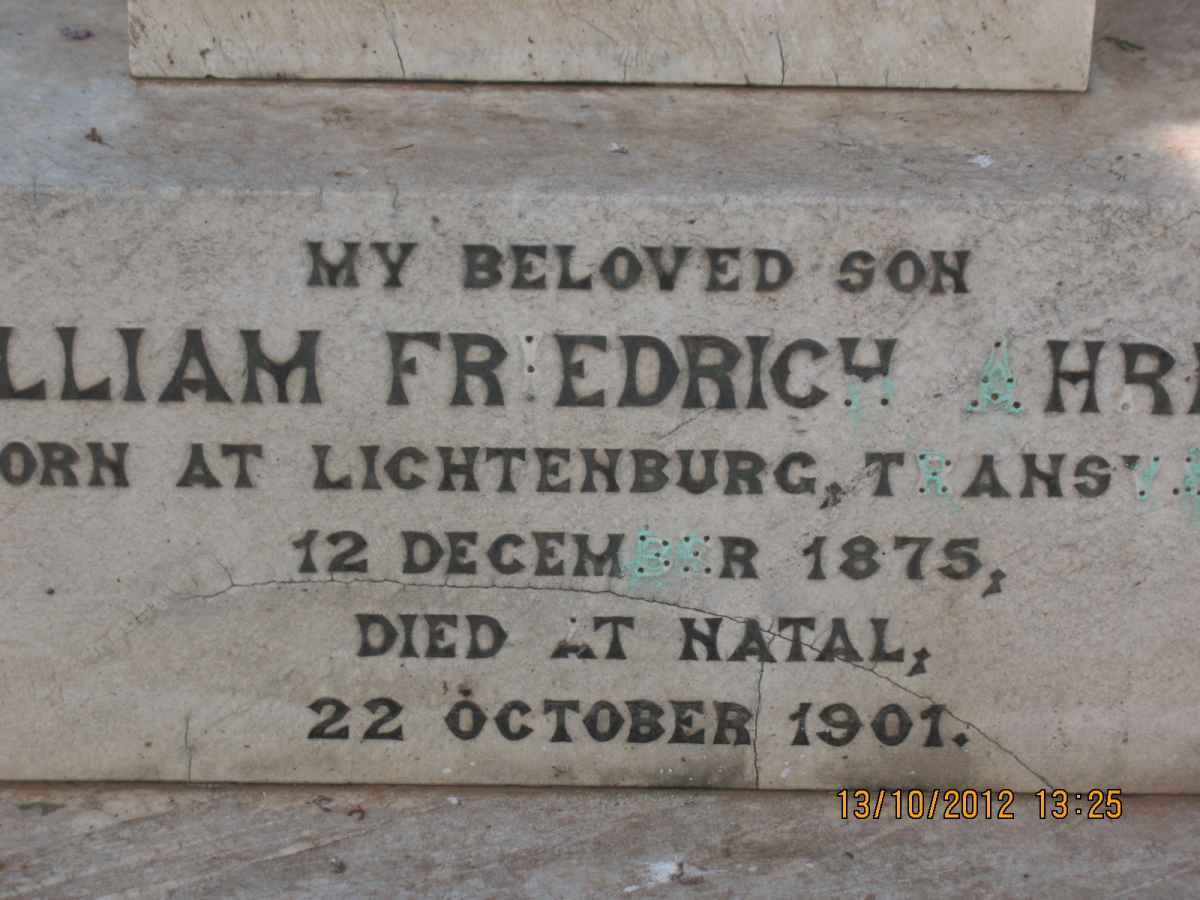 MY BELOVED SON
LLIAM FRIEDRICH AHR
ORN AT LICHTENBURG, TRANSVA
12 DECEMBER 1875,
DIED AT NATAL,
22 OCTOBER 1901.
13/10/2012 13:25